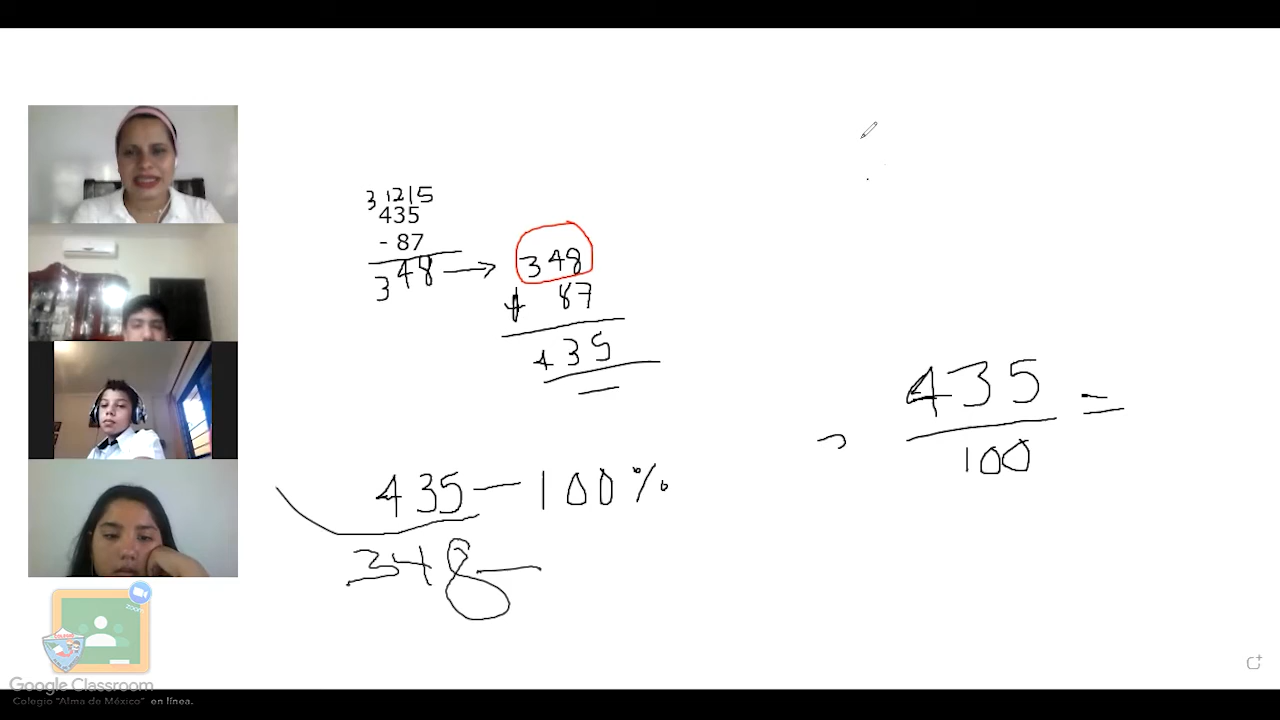 3 12 15
435
- 87
348 → 348
+ 87
435
435 — 100%
348 —
435
100
=
zoom
Google Classroom
Colegio "Alma de México" en línea.